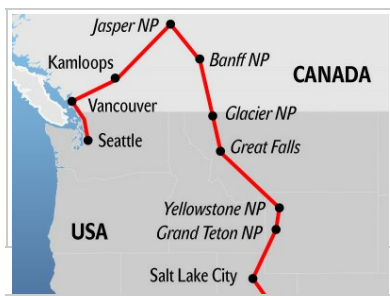 Jasper NP
Kamloops
Banff NP
CANADA
Vancouver
Glacier NP
Seattle
Great Falls
Yellowstone NP
USA
Grand Teton NP
Salt Lake City